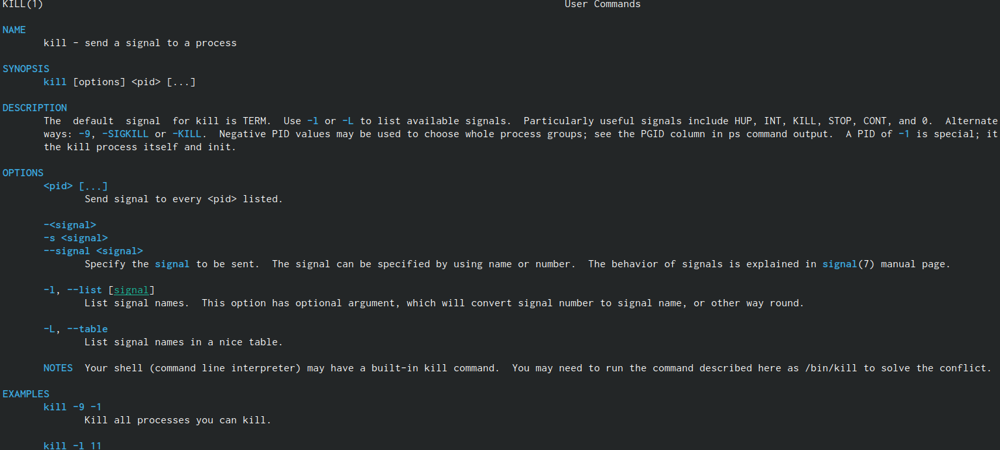 KILL(1) User Commands
NAME
kill - send a signal to a process
SYNOPSIS
kill [options] <pid> [...]
DESCRIPTION
The default signal for kill is TERM. Use -l or -L to list available signals. Particularly useful signals include HUP, INT, KILL, STOP, CONT, and 0. Alternate
ways: -9, -SIGKILL or -KILL. Negative PID values may be used to choose whole process groups; see the PGID column in ps command output. A PID of -1 is special; it
the kill process itself and init.
OPTIONS
<pid> [...]
Send signal to every <pid> listed.
-<signal>
-s <signal>
--signal <signal>
Specify the signal to be sent. The signal can be specified by using name or number. The behavior of signals is explained in signal(7) manual page.
-l, --list [signal]
List signal names. This option has optional argument, which will convert signal number to signal name, or other way round.
-L, --table
List signal names in a nice table.
NOTES Your shell (command line interpreter) may have a built-in kill command. You may need to run the command described here as /bin/kill to solve the conflict.
EXAMPLES
kill -9 -1
Kill all processes you can kill.
kill -l 11